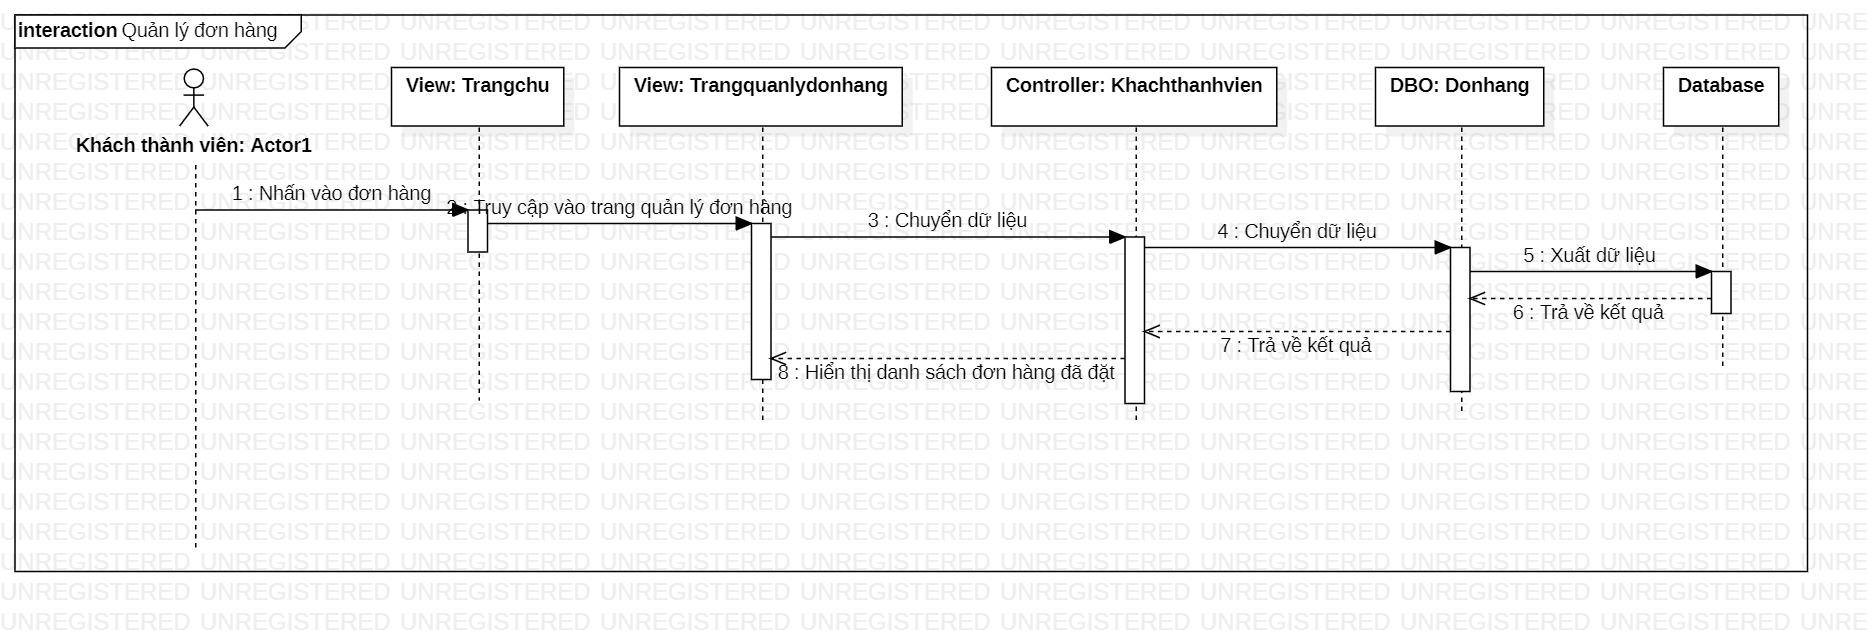 interaction Quản lý đơn hàng
Khách thành viên: Actor1
View: Trangchu
View: Trangquanlydonhang
Controller: Khachthanhvien
DBO: Donhang
Database
1 : Nhấn vào đơn hàng
2 : Truy cập vào trang quản lý đơn hàng
3 : Chuyển dữ liệu
4 : Chuyển dữ liệu
5 : Xuất dữ liệu
6 : Trả về kết quả
7 : Trả về kết quả
8 : Hiển thị danh sách đơn hàng đã đặt
UNREGISTERED